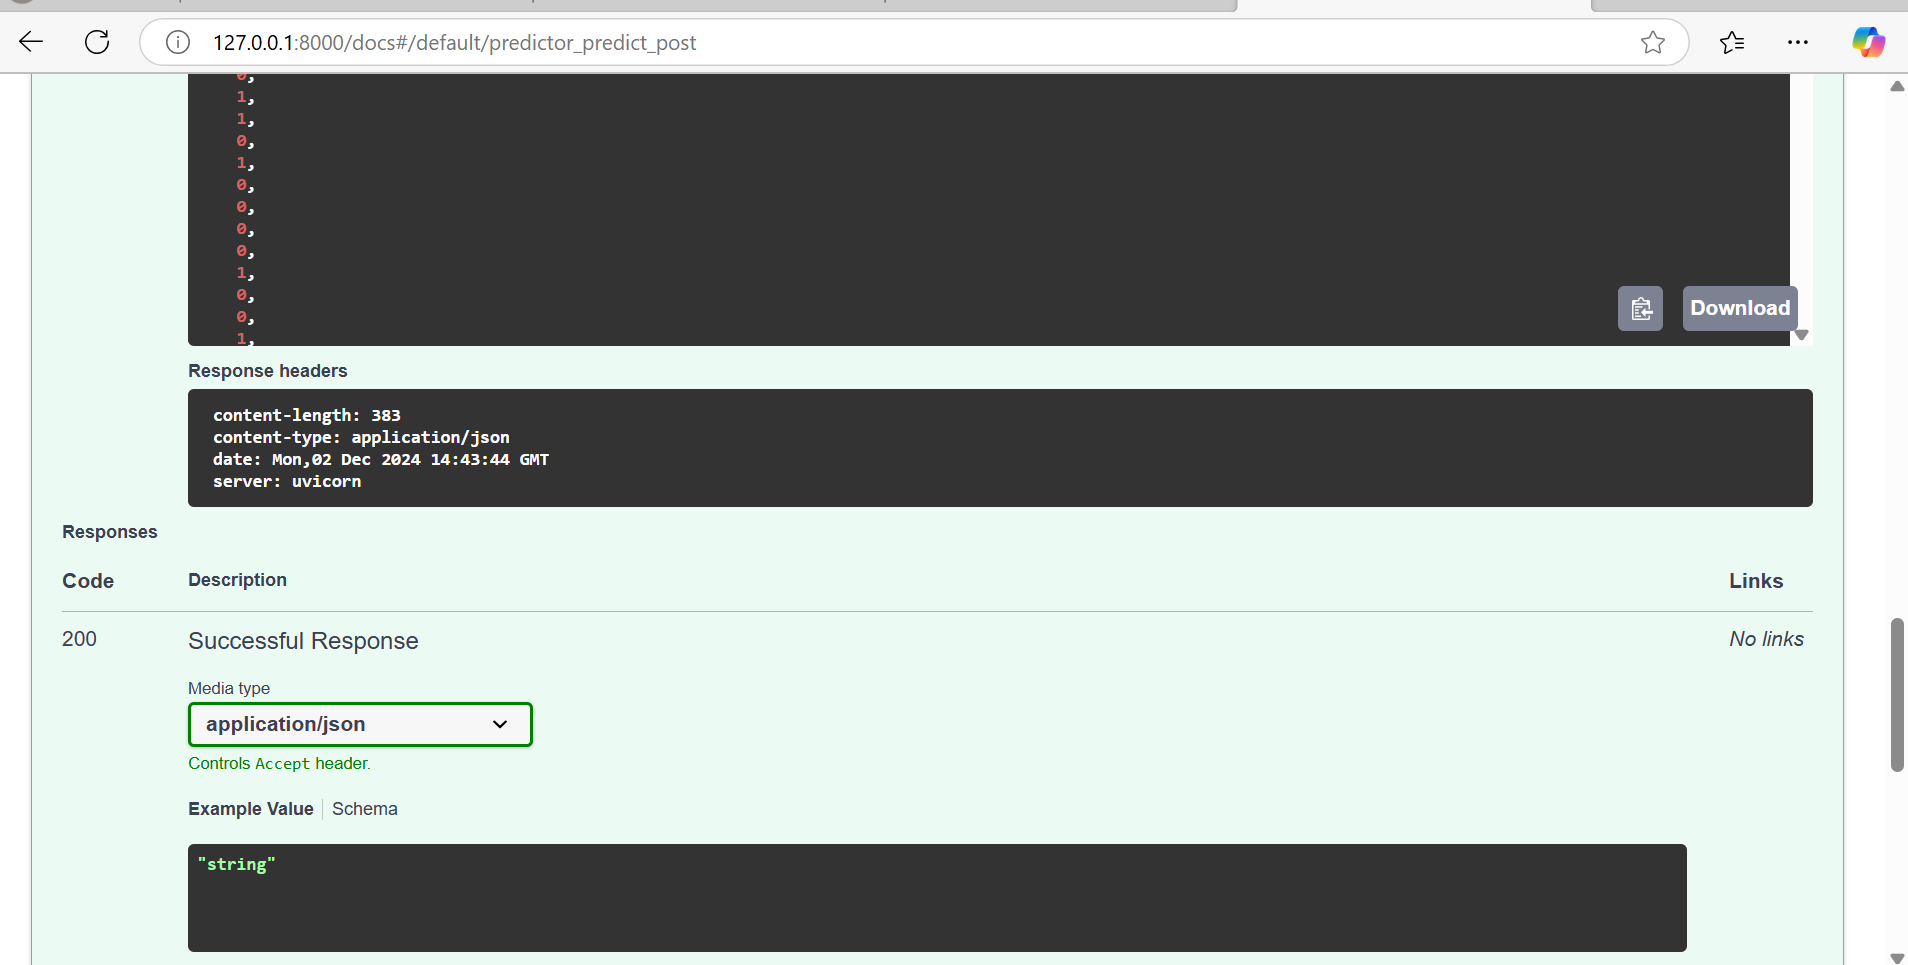 127.0.0.1:8000/docs#/default/predictor_predict_post
0,
1,
1,
0,
1,
0,
0,
0,
0,
1,
0,
0,
1,
Download
Response headers
content-length: 383
content-type: application/json
date: Mon,02 Dec 2024 14:43:44 GMT
server: uvicorn
Responses
Code Description Links
200 Successful Response No links
Media type
application/json
Controls Accept header.
Example Value Schema
"string"